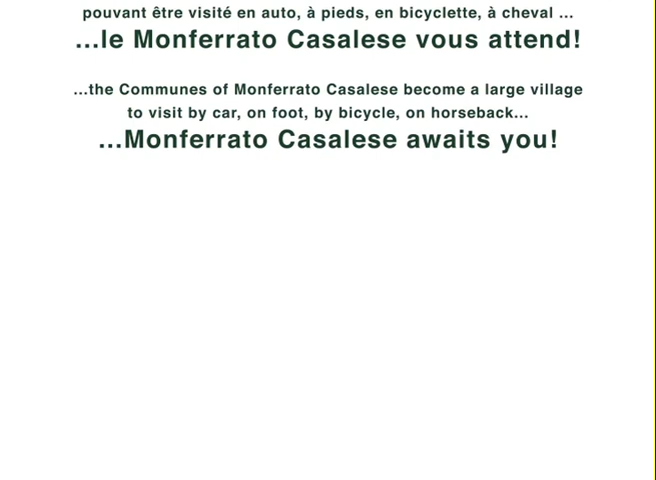 pouvant être visité en auto, à pieds, en bicyclette, à cheval ...
...le Monferrato Casalese vous attend!
...the Communes of Monferrato Casalese become a large village
to visit by car, on foot, by bicycle, on horseback...
...Monferrato Casalese awaits you!